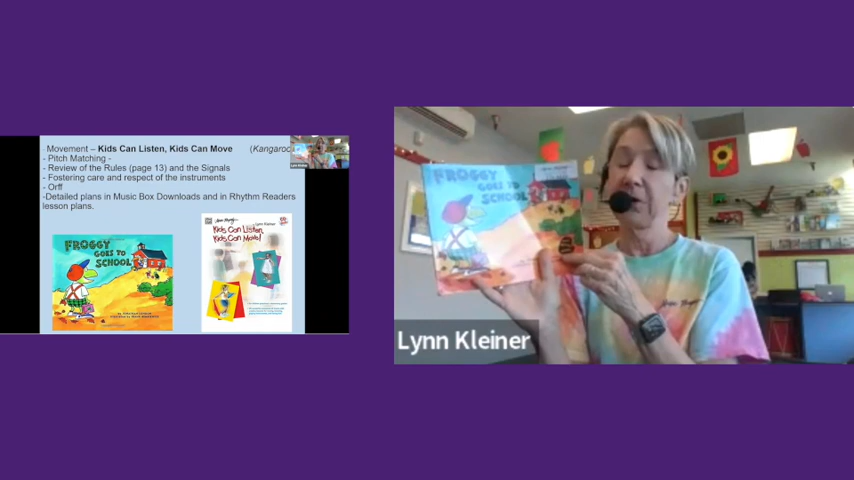 Movement – Kids Can Listen, Kids Can Move (Kangaroo
- Pitch Matching -
- Review of the Rules (page 13) and the Signals
- Fostering care and respect of the instruments
- Orff
-Detailed plans in Music Box Downloads and in Rhythm Readers
lesson plans.
FROGGY
GOES TO
SCHOOL
Lynn Kleiner
Kids Can Listen,
Kids Can Move!
FROGGY
GOES TO
SCHOOL
Lynn Kleiner